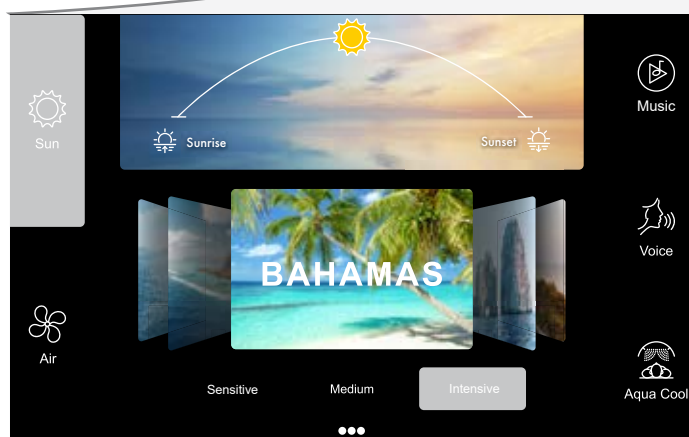 Sun
Sunrise
Sunset
Music
BAHAMAS
Voice
Air
Sensitive
Medium
Intensive
Aqua Cool